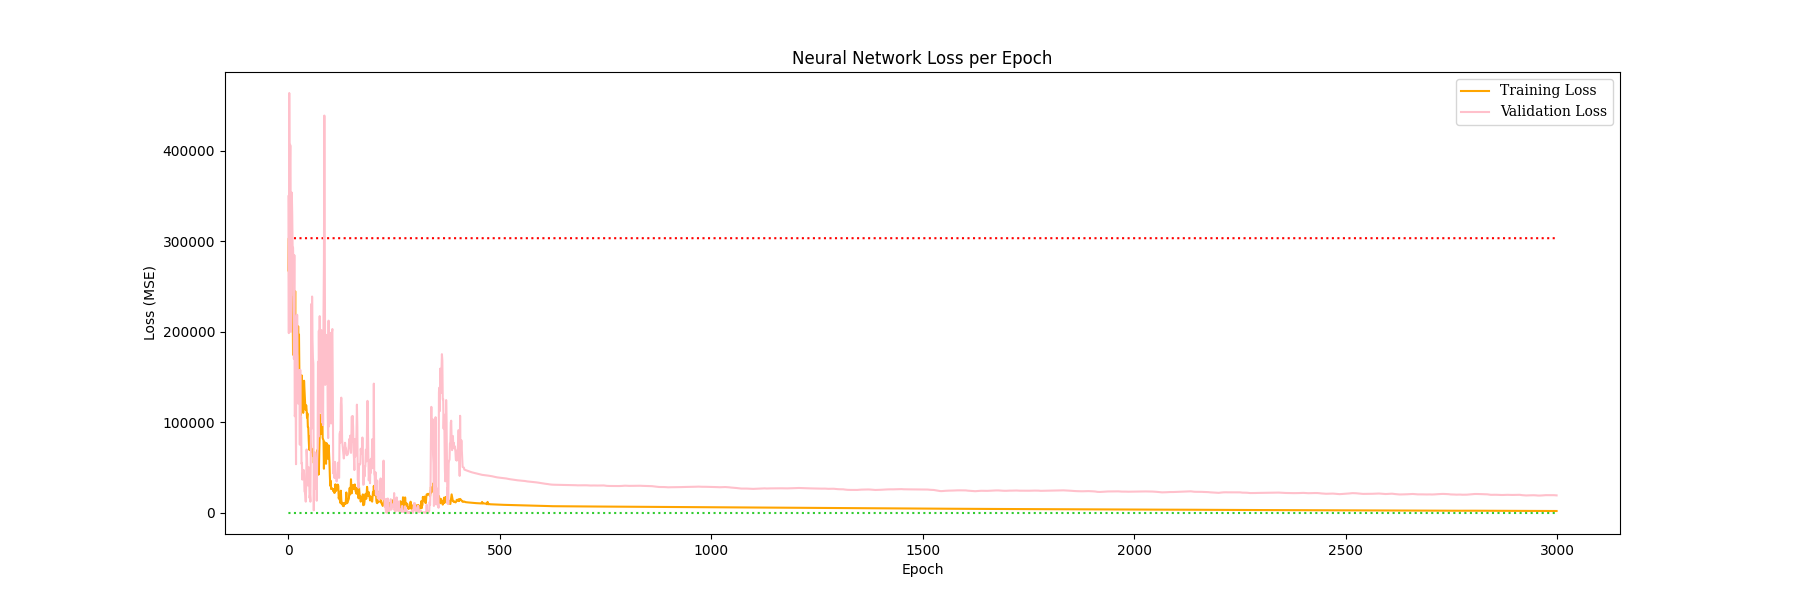 Neural Network Loss per Epoch
Training Loss
Validation Loss
Loss (MSE)
400000
300000
200000
100000
0
0 500 1000 1500 2000 2500 3000
Epoch